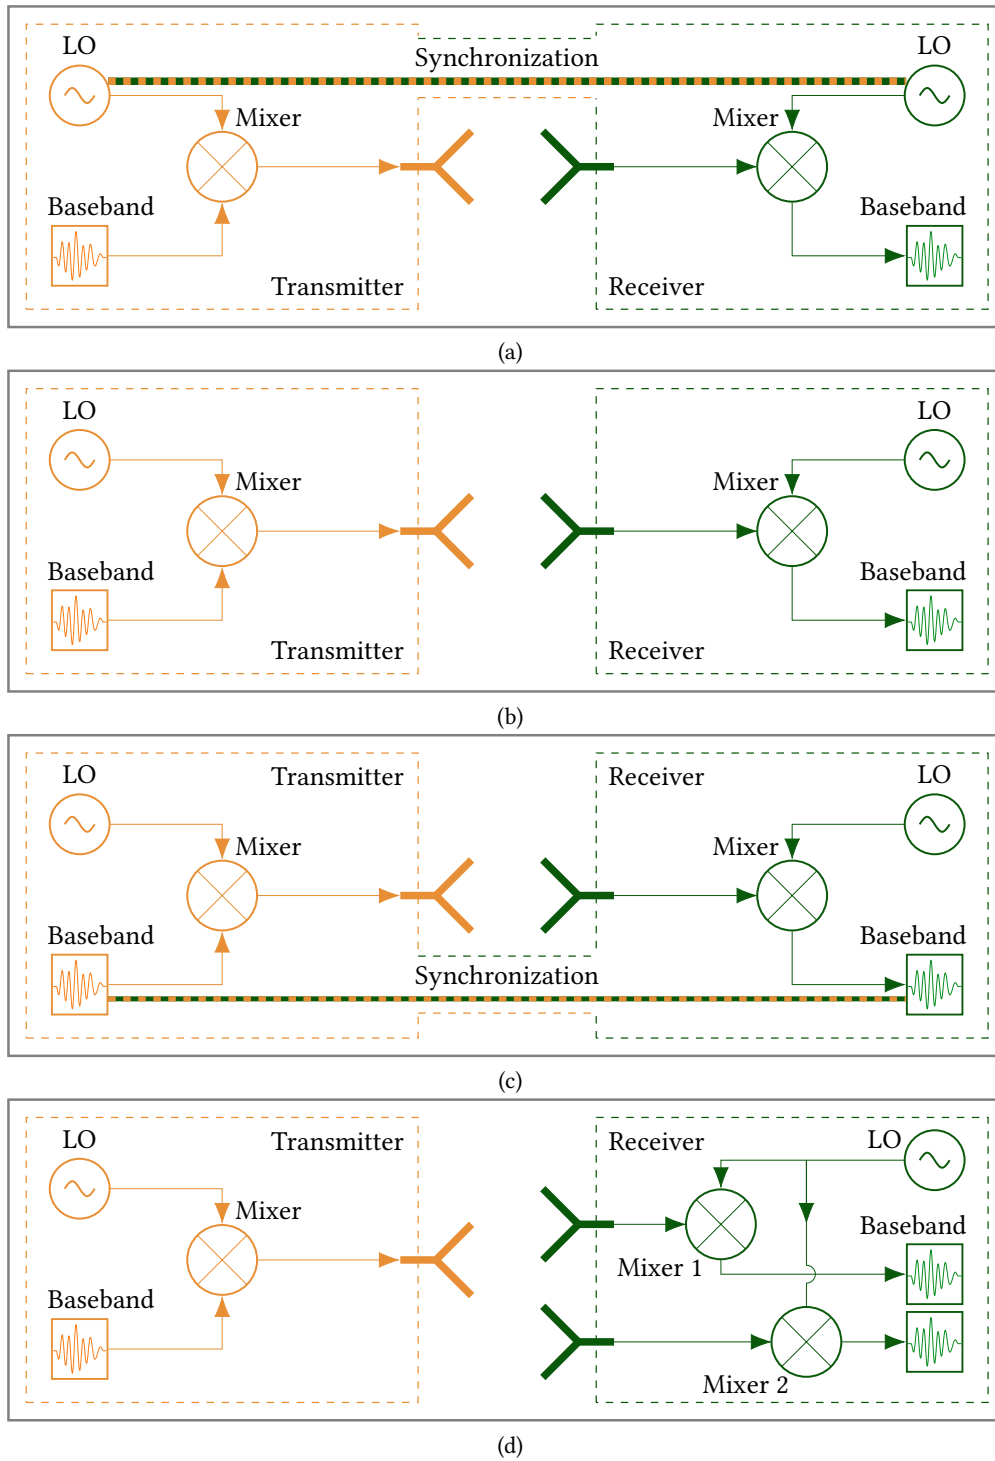 LO
Synchronization
LO
Mixer
Mixer
Baseband
Baseband
Transmitter
Receiver
(a)
LO
LO
Mixer
Mixer
Baseband
Baseband
Transmitter
Receiver
(b)
LO
Transmitter
Receiver
LO
Mixer
Mixer
Baseband
Baseband
Synchronization
(c)
LO
Transmitter
Receiver
LO
Mixer
Baseband
Mixer 1
Baseband
Mixer 2
(d)